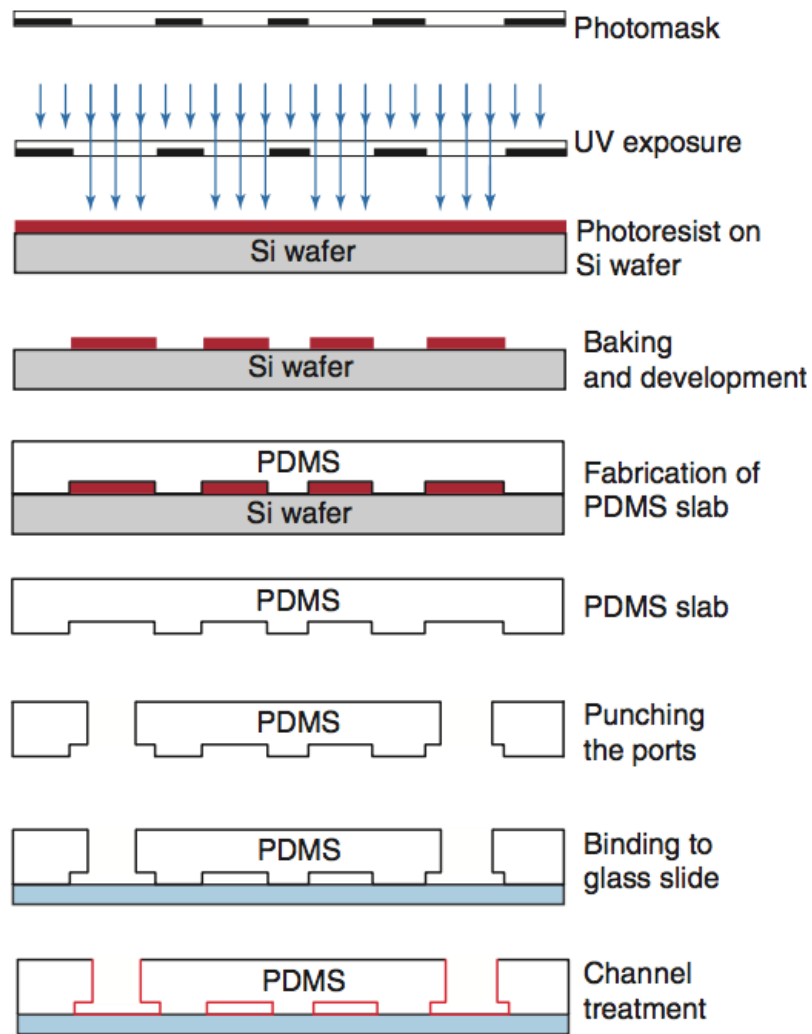 Photomask
UV exposure
Photoresist on
Si wafer
Si wafer
Baking
and development
Si wafer
PDMS
Fabrication of
PDMS slab
Si wafer
PDMS
PDMS slab
PDMS
Punching
the ports
PDMS
Binding to
glass slide
PDMS
Channel
treatment